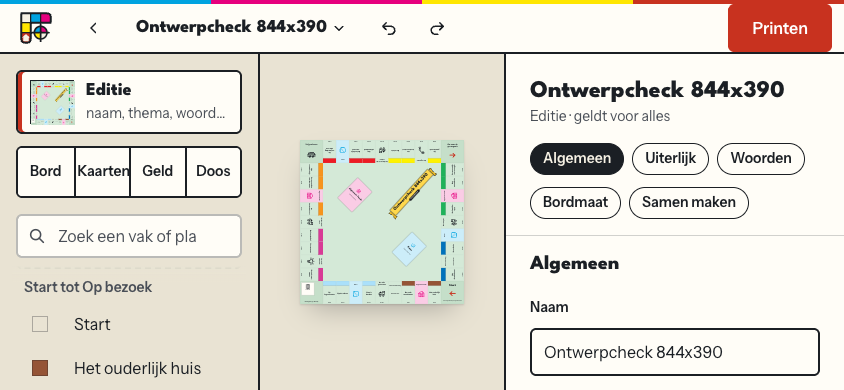 Ontwerpcheck 844x390
Printen
Editie
naam, thema, woord...
Bord
Kaarten
Geld
Doos
Zoek een vak of pla
Start tot Op bezoek
Start
Het ouderlijk huis
Ontwerpcheck 844x390
Ontwerpcheck 844x390
Editie · geldt voor alles
Algemeen
Uiterlijk
Woorden
Bordmaat
Samen maken
Algemeen
Naam
Ontwerpcheck 844x390